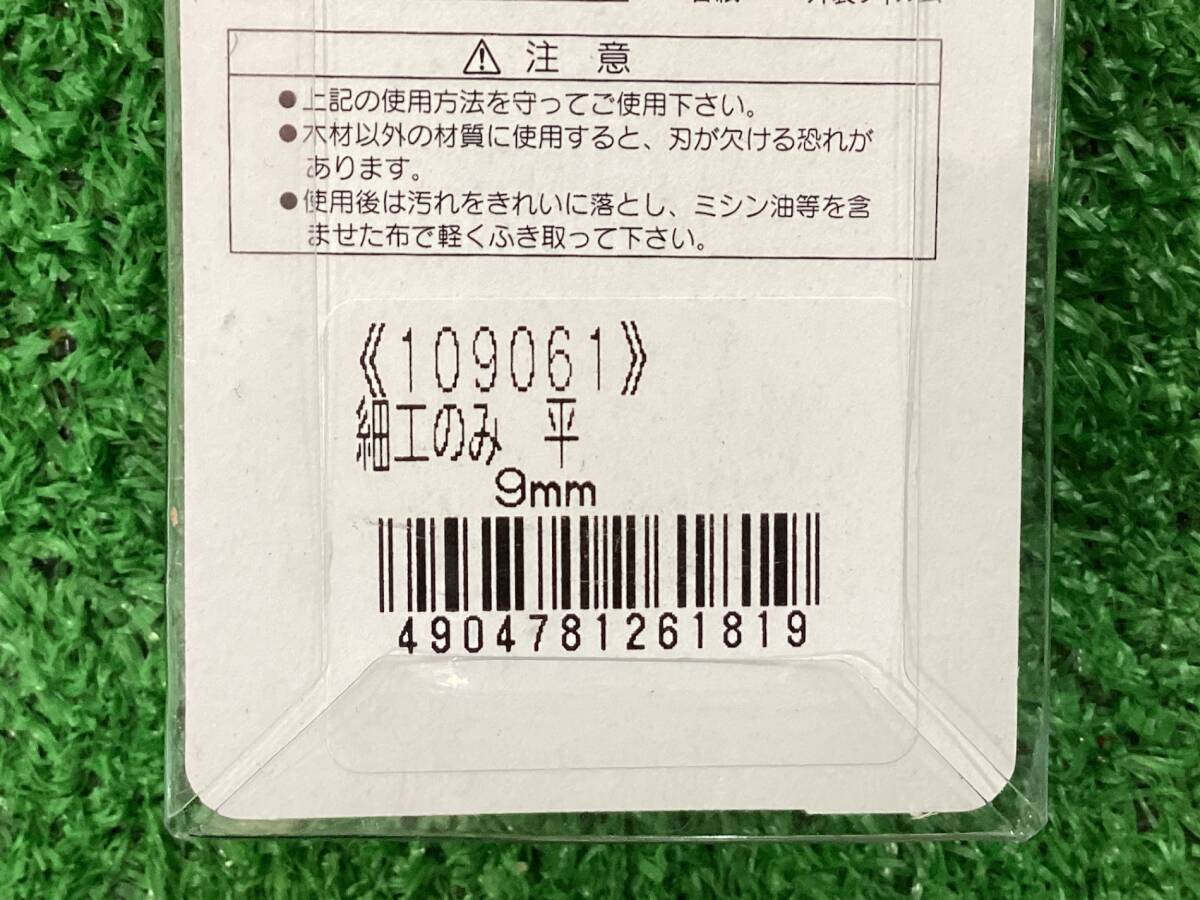 ⚠ 注　意
●上記の使用方法を守ってご使用下さい。
●木材以外の材質に使用すると、刃が欠ける恐れが
あります。
●使用後は汚れをきれいに落とし、ミシン油等を含
ませた布で軽くふき取って下さい。
《109061》
細工のみ　平
9mm
4904781261819